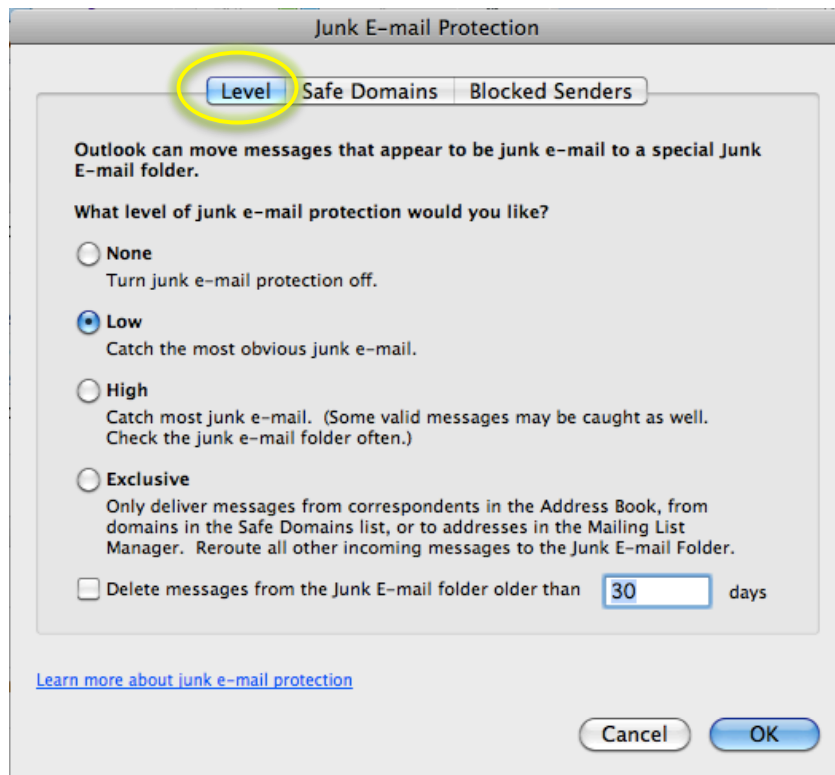 Junk E-mail Protection
Level Safe Domains Blocked Senders
Outlook can move messages that appear to be junk e-mail to a special Junk
E-mail folder.
What level of junk e-mail protection would you like?
None
Turn junk e-mail protection off.
Low
Catch the most obvious junk e-mail.
High
Catch most junk e-mail. (Some valid messages may be caught as well.
Check the junk e-mail folder often.)
Exclusive
Only deliver messages from correspondents in the Address Book, from
domains in the Safe Domains list, or to addresses in the Mailing List
Manager. Reroute all other incoming messages to the Junk E-mail Folder.
Delete messages from the Junk E-mail folder older than 30 days
Learn more about junk e-mail protection
Cancel OK